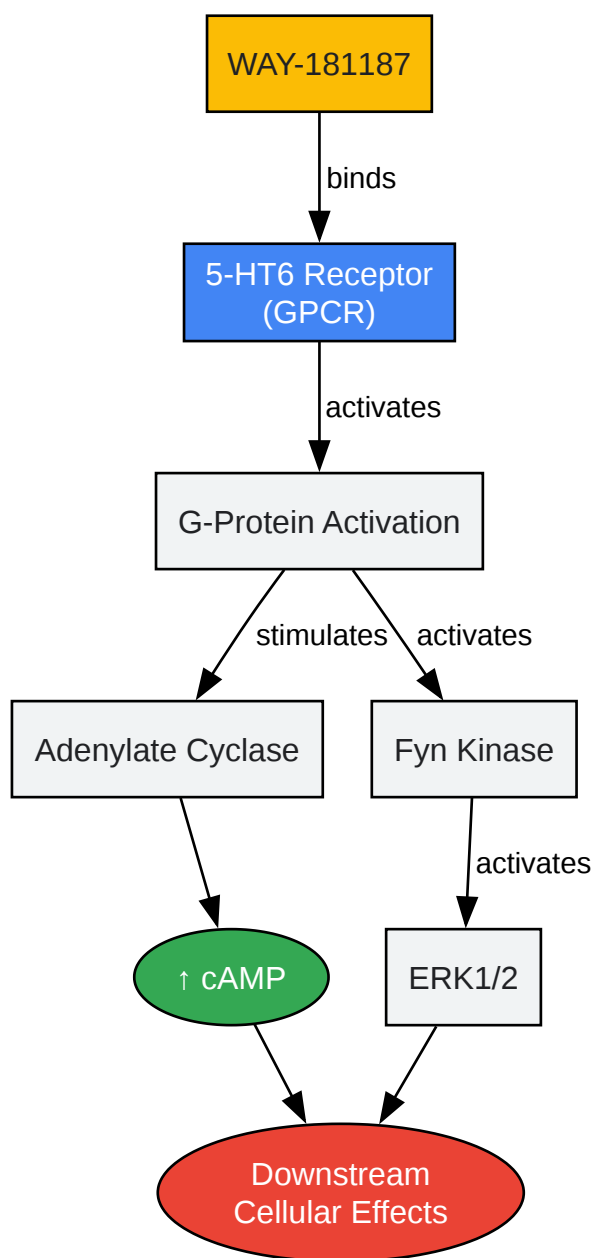 WAY-181187
binds
5-HT6 Receptor
(GPCR)
activates
G-Protein Activation
stimulates
activates
Adenylate Cyclase
Fyn Kinase
activates
↑ cAMP
ERK1/2
Downstream
Cellular Effects